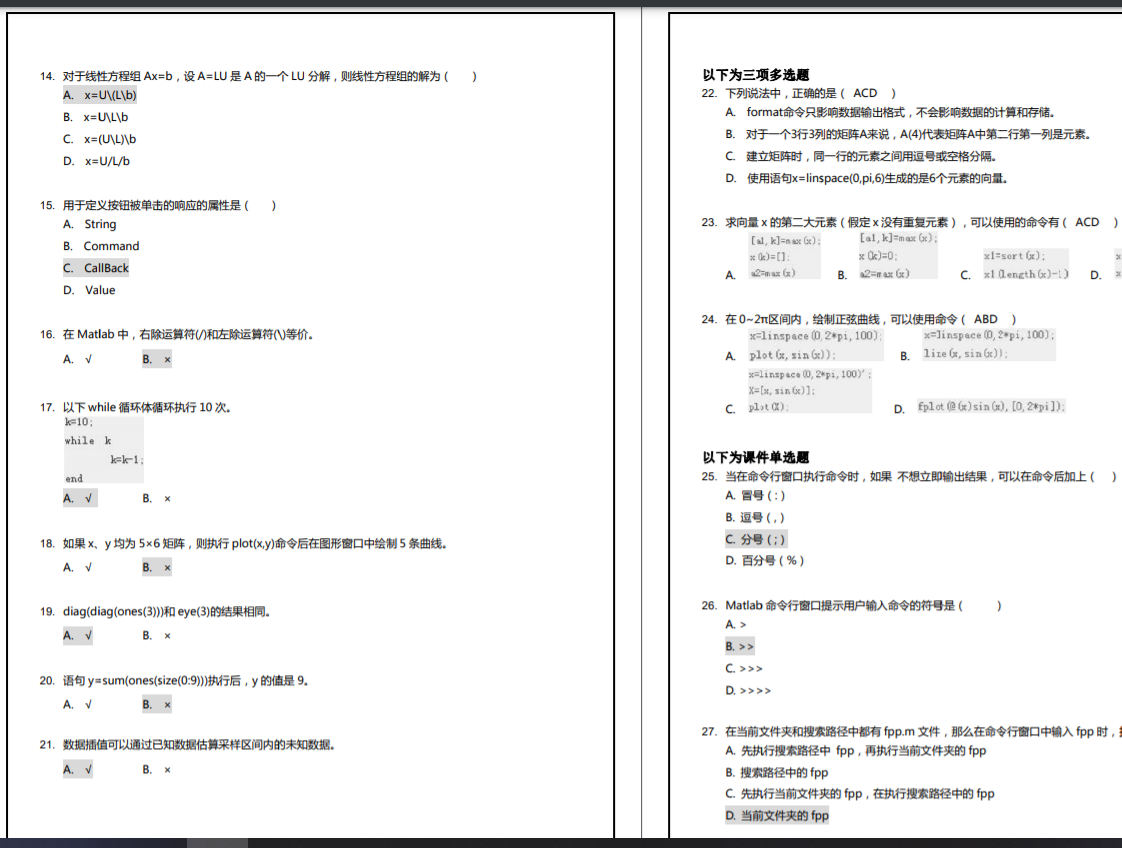 14. 对于线性方程组 Ax=b，设 A=LU 是 A 的一个 LU 分解，则线性方程组的解为（  ）
A. x=U\(L\b)
B. x=U\L\b
C. x=(U\L)\b
D. x=U/L/b
15. 用于定义按钮被单击的响应的属性是（  ）
A. String
B. Command
C. CallBack
D. Value
16. 在 Matlab 中，右除运算符(/)和左除运算符(\)等价。
A. √ B. ×
17. 以下 while 循环体循环执行 10 次。
k=10;
while k
k=k-1;
end
A. √ B. ×
18. 如果 x、y 均为 5×6 矩阵，则执行 plot(x,y)命令后在图形窗口中绘制 5 条曲线。
A. √ B. ×
19. diag(diag(ones(3)))和 eye(3)的结果相同。
A. √ B. ×
20. 语句 y=sum(ones(size(0:9)))执行后，y 的值是 9。
A. √ B. ×
21. 数据插值可以通过已知数据估算采样区间内的未知数据。
A. √ B. ×
以下为三项多选题
22. 下列说法中，正确的是（ ACD ）
A. format命令只影响数据输出格式，不会影响数据的计算和存储。
B. 对于一个3行3列的矩阵A来说，A(4)代表矩阵A中第二行第一列是元素。
C. 建立矩阵时，同一行的元素之间用逗号或空格分隔。
D. 使用语句x=linspace(0,pi,6)生成的是6个元素的向量。
23. 求向量 x 的第二大元素（假定 x 没有重复元素），可以使用的命令有（ ACD ）
A. [a1,k]=max(x);
x(k)=[];
a2=max(x)
B. [a1,k]=max(x);
x(k)=0;
a2=max(x)
C. x1=sort(x);
x1(length(x)-1)
D. x
x
24. 在 0~2π区间内，绘制正弦曲线，可以使用命令（ ABD ）
A. x=linspace(0,2*pi,100);
plot(x,sin(x));
B. x=linspace(0,2*pi,100);
line(x,sin(x));
C. x=linspace(0,2*pi,100)';
X=[x,sin(x)];
plot(X);
D. fplot(@(x)sin(x),[0,2*pi]);
以下为课件单选题
25. 当在命令行窗口执行命令时，如果 不想立即输出结果，可以在命令后加上（  ）
A. 冒号 ( : )
B. 逗号 ( , )
C. 分号 ( ; )
D. 百分号 ( % )
26. Matlab 命令行窗口提示用户输入命令的符号是（  ）
A. >
B. >>
C. >>>
D. >>>>
27. 在当前文件夹和搜索路径中都有 fpp.m 文件，那么在命令行窗口中输入 fpp 时，
A. 先执行搜索路径中 fpp，再执行当前文件夹的 fpp
B. 搜索路径中的 fpp
C. 先执行当前文件夹的 fpp，在执行搜索路径中的 fpp
D. 当前文件夹的 fpp